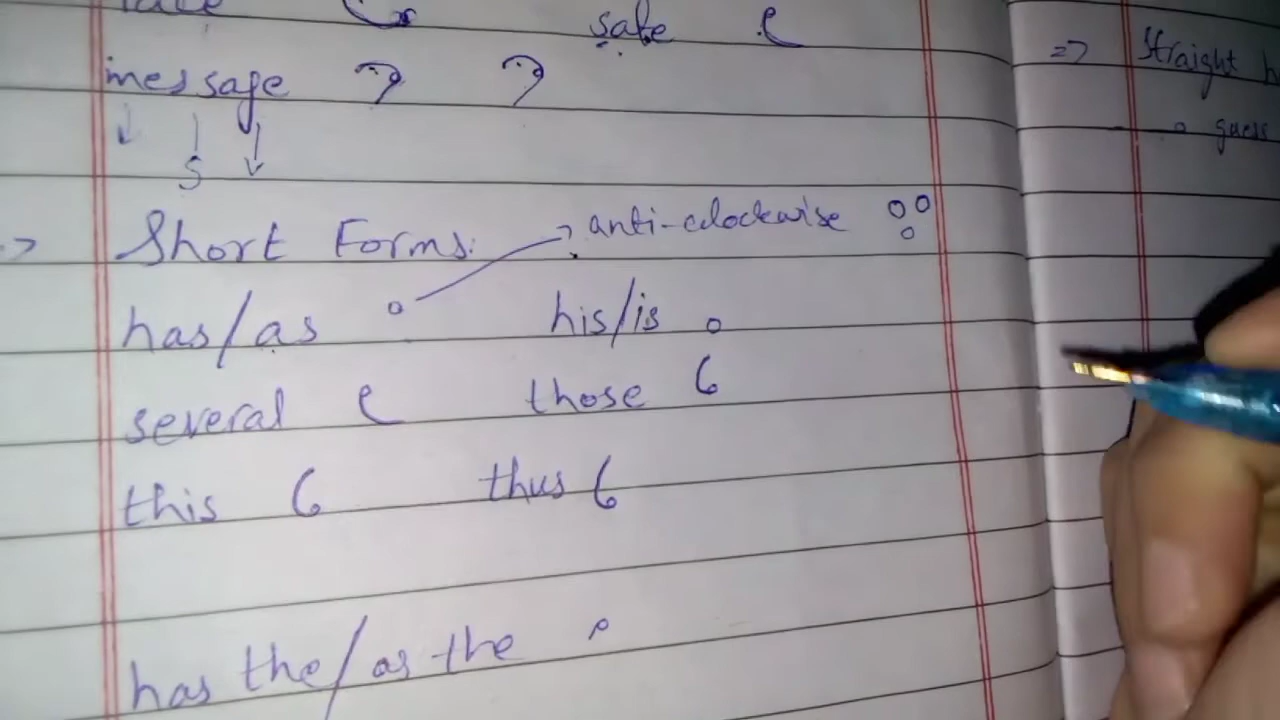 safe
message
S
Short Forms:
anti-clockwise
has/as his/is
several those
this thus
has the/as the
=> Straight
guess